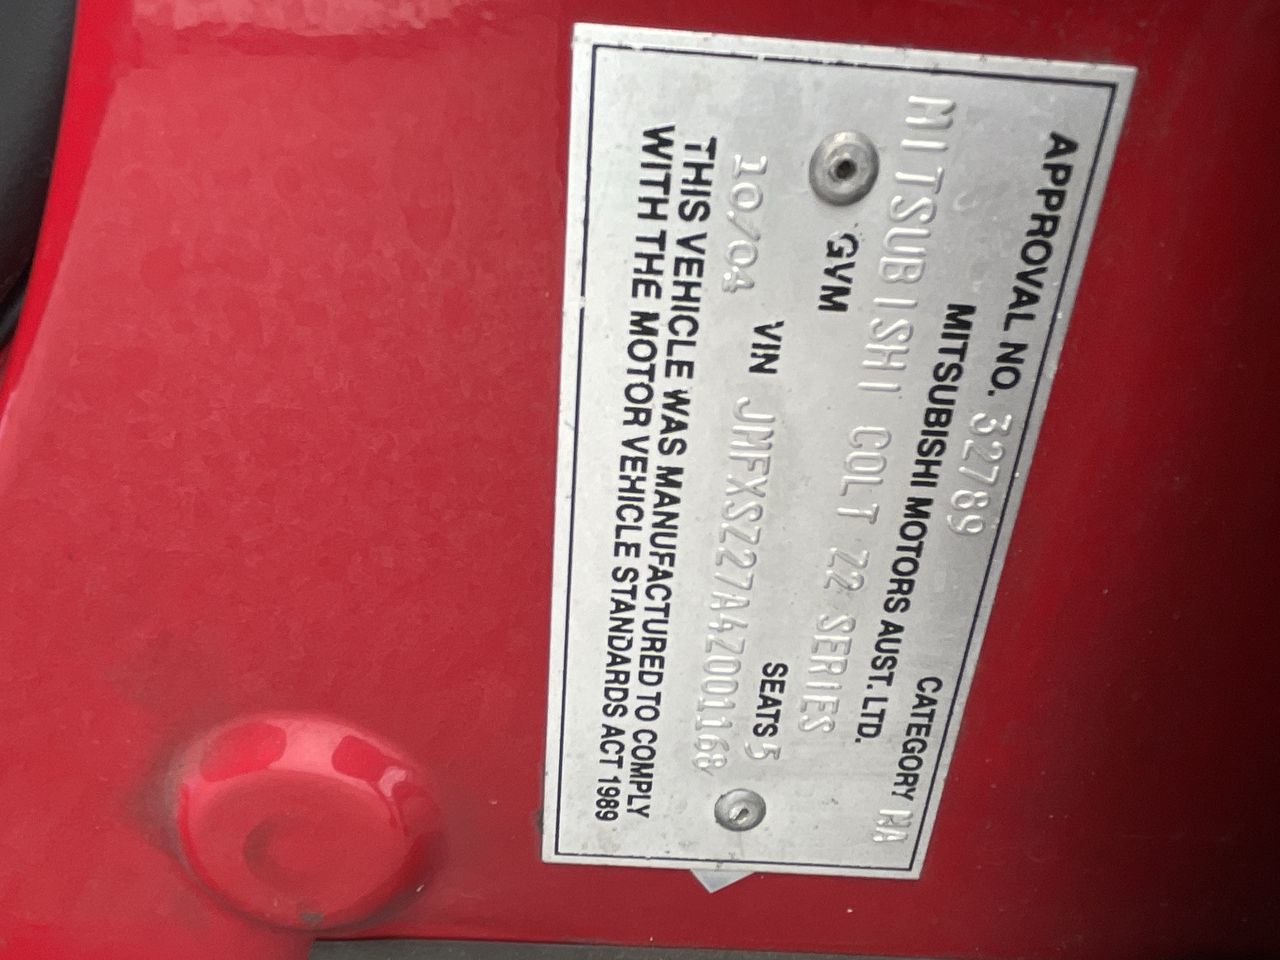 APPROVAL NO. 32789 CATEGORY MA
MITSUBISHI MOTORS AUST. LTD.
MITSUBISHI COLT Z2 SERIES
GVM SEATS 5
10/04 VIN JMFXSZ27A4Z001168
THIS VEHICLE WAS MANUFACTURED TO COMPLY
WITH THE MOTOR VEHICLE STANDARDS ACT 1989